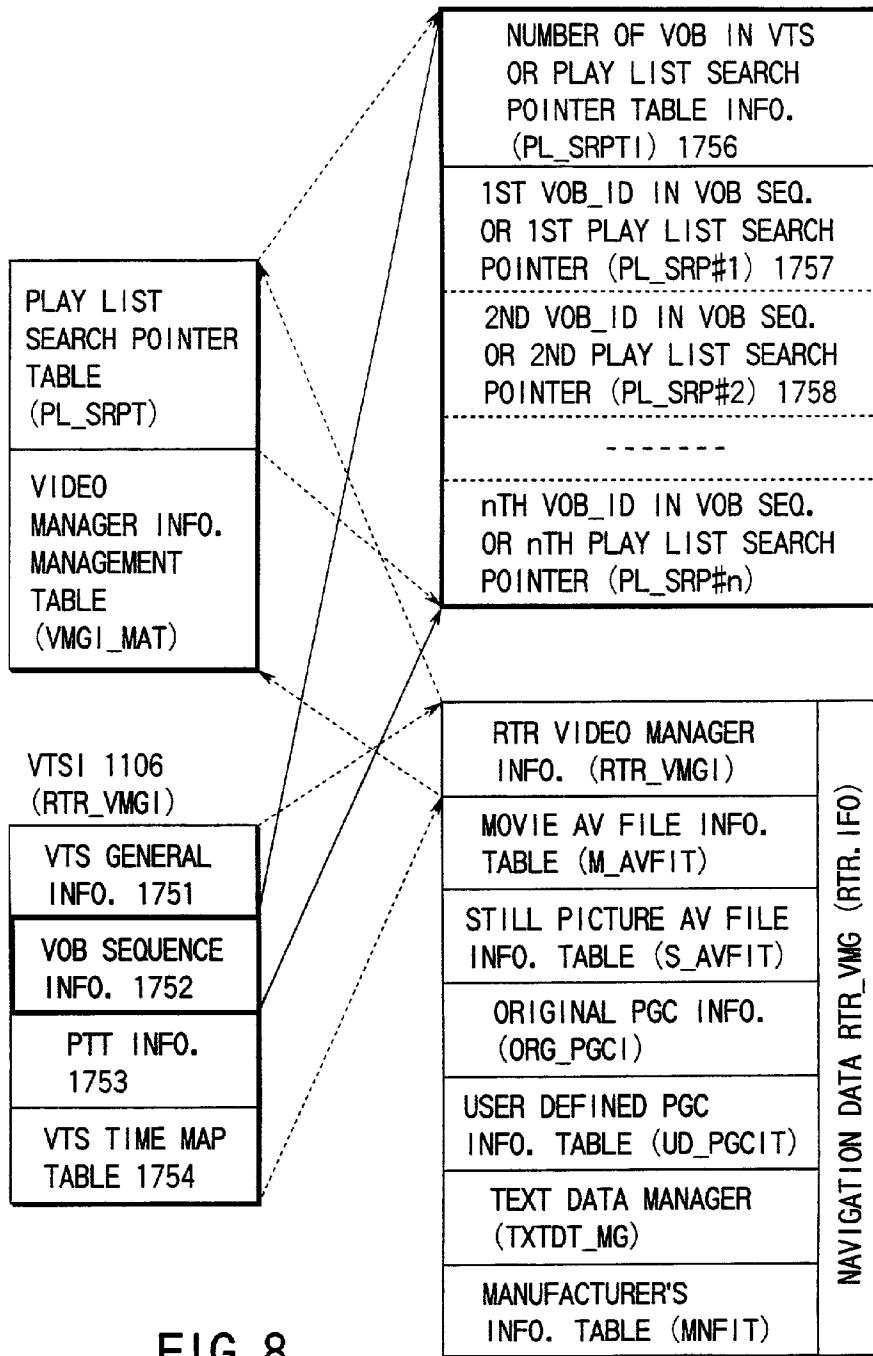 NUMBER OF VOB IN VTS
OR PLAY LIST SEARCH
POINTER TABLE INFO.
(PL_SRPTI) 1756
1ST VOB_ID IN VOB SEQ.
OR 1ST PLAY LIST SEARCH
POINTER (PL_SRP#1) 1757
2ND VOB_ID IN VOB SEQ.
OR 2ND PLAY LIST SEARCH
POINTER (PL_SRP#2) 1758
-------
nTH VOB_ID IN VOB SEQ.
OR nTH PLAY LIST SEARCH
POINTER (PL_SRP#n)
PLAY LIST
SEARCH POINTER
TABLE
(PL_SRPT)
VIDEO
MANAGER INFO.
MANAGEMENT
TABLE
(VMGI_MAT)
VTSI 1106
(RTR_VMGI)
VTS GENERAL
INFO. 1751
VOB SEQUENCE
INFO. 1752
PTT INFO.
1753
VTS TIME MAP
TABLE 1754
RTR VIDEO MANAGER
INFO. (RTR_VMGI)
MOVIE AV FILE INFO.
TABLE (M_AVFIT)
STILL PICTURE AV FILE
INFO. TABLE (S_AVFIT)
ORIGINAL PGC INFO.
(ORG_PGCI)
USER DEFINED PGC
INFO. TABLE (UD_PGCIT)
TEXT DATA MANAGER
(TXTDT_MG)
MANUFACTURER'S
INFO. TABLE (MNFIT)
NAVIGATION DATA RTR_VMG (RTR.IFO)
FIG. 8